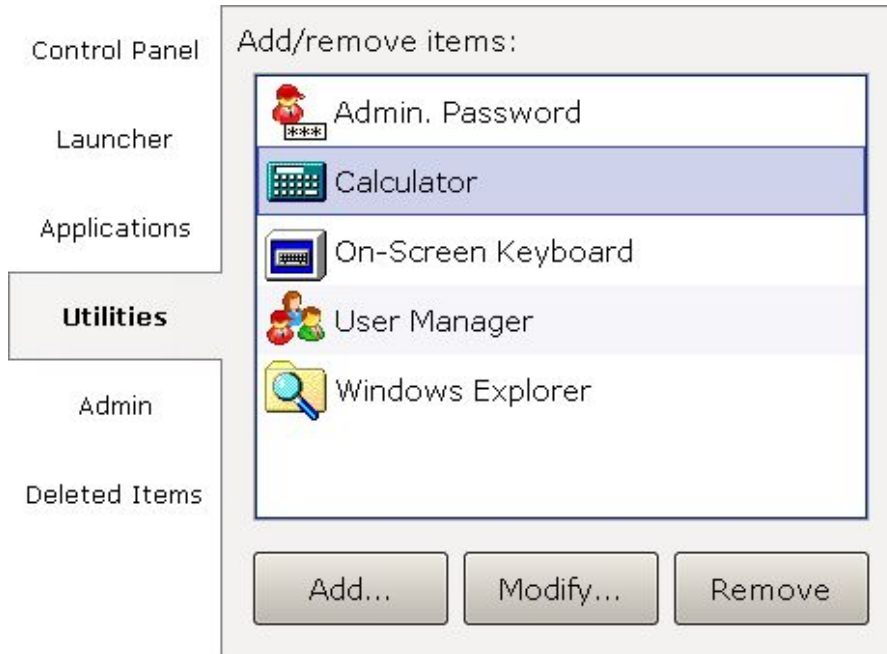 Control Panel
Launcher
Applications
Utilities
Admin
Deleted Items
Add/remove items:
***
Admin. Password
Calculator
On-Screen Keyboard
User Manager
Windows Explorer
Add...
Modify...
Remove